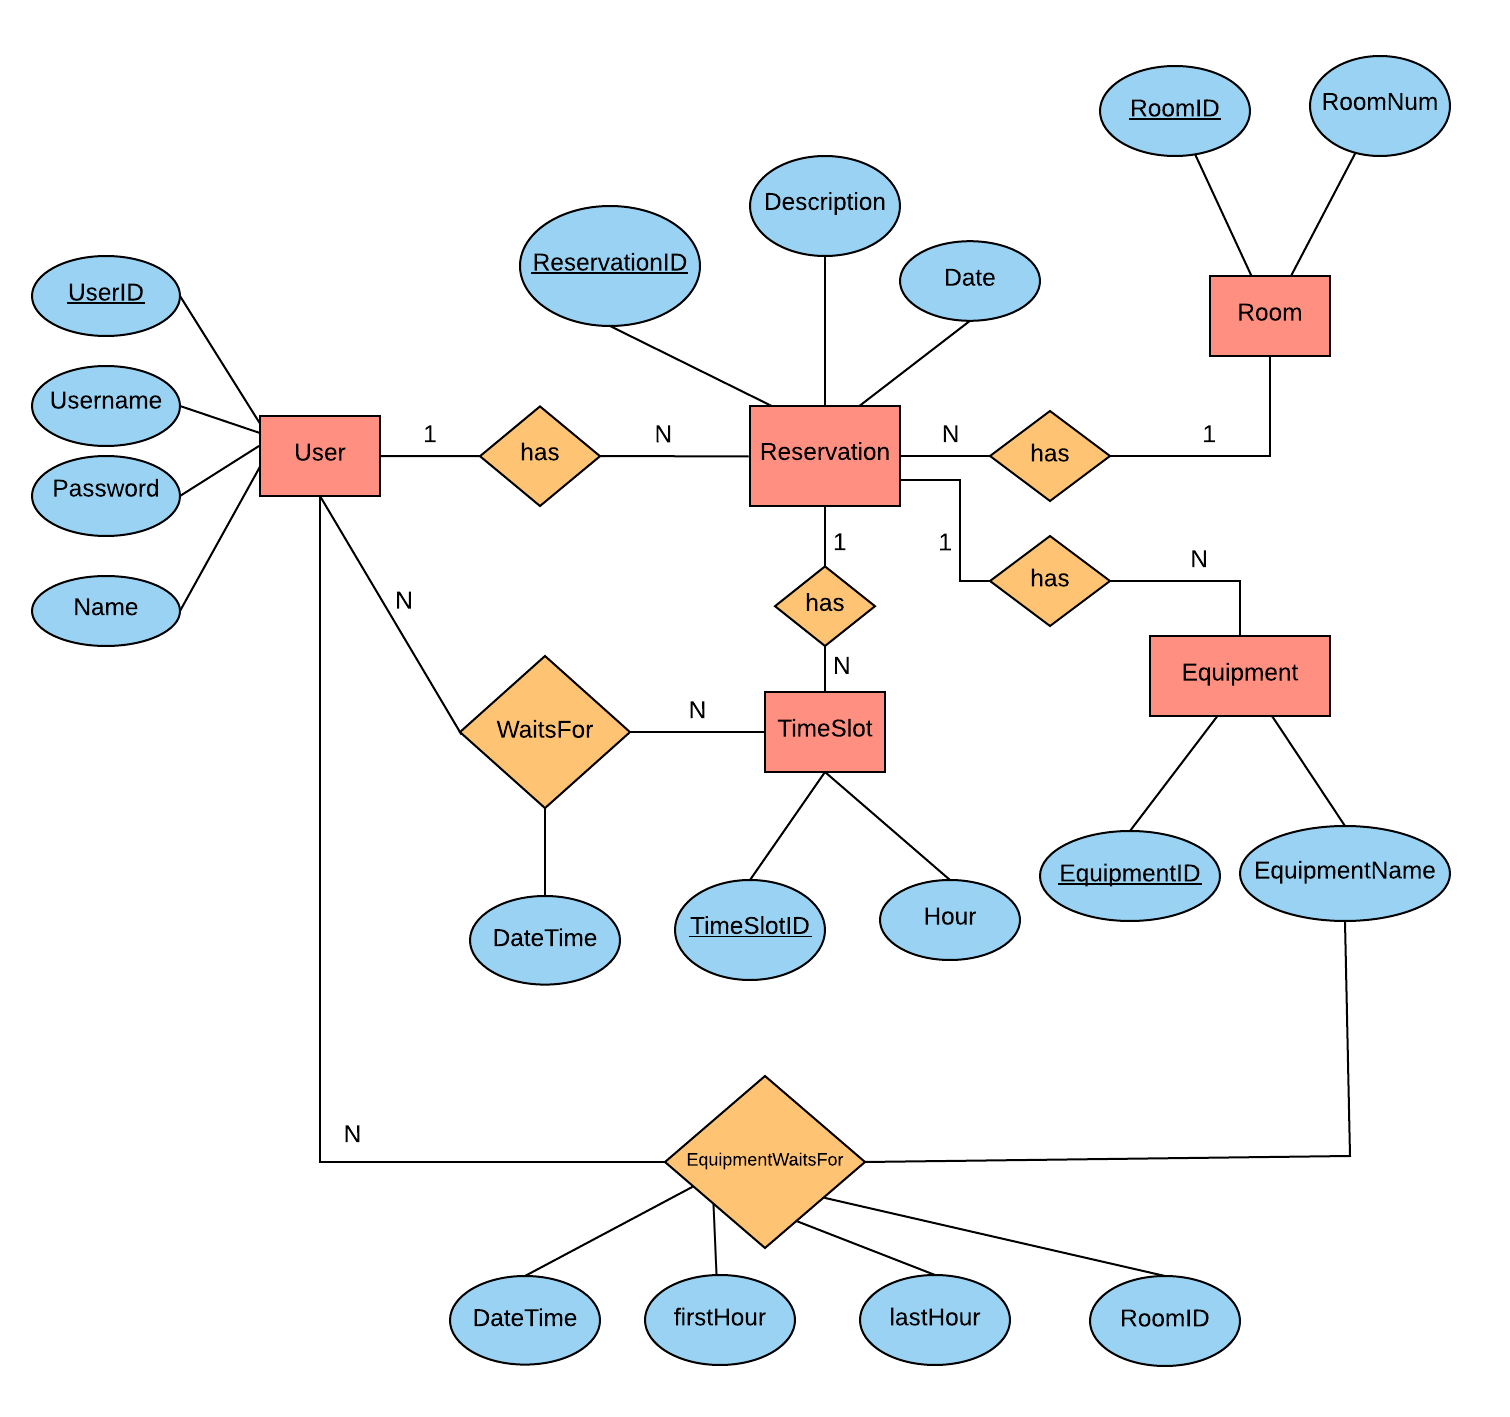 RoomID
RoomNum
Description
ReservationID
Date
UserID
Room
Username
User
1
has
N
Reservation
N
has
1
Password
1
1
has
N
Name
N
has
N
Equipment
WaitsFor
N
TimeSlot
EquipmentID
EquipmentName
DateTime
TimeSlotID
Hour
N
EquipmentWaitsFor
DateTime
firstHour
lastHour
RoomID